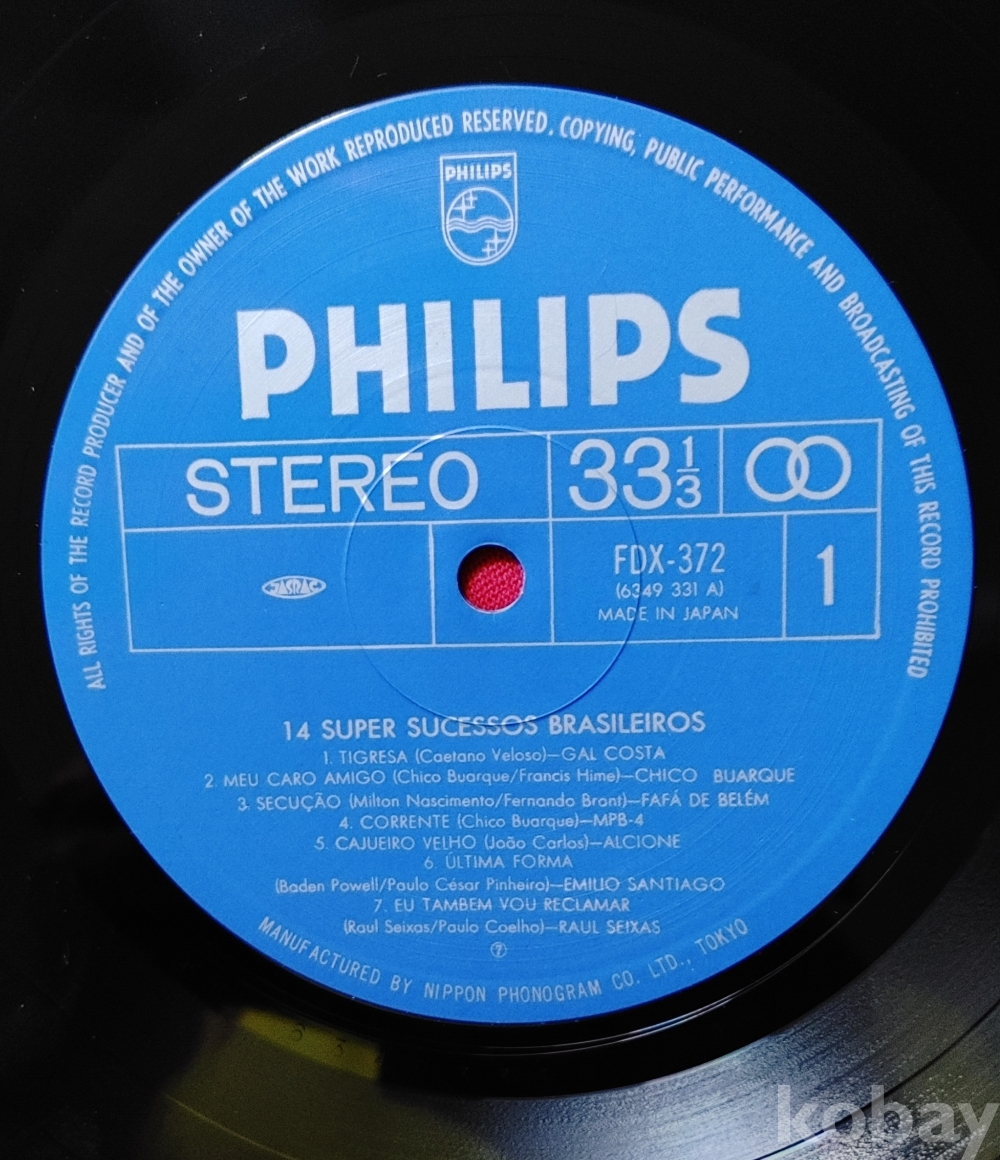 ALL RIGHTS OF THE RECORD PRODUCER AND OF THE OWNER OF THE WORK REPRODUCED RESERVED. COPYING, PUBLIC PERFORMANCE AND BROADCASTING OF THIS RECORD PROHIBITED
PHILIPS
PHILIPS
STEREO 33 1/3
JASRAC
FDX-372
(6349 331 A)
MADE IN JAPAN
1
14 SUPER SUCESSOS BRASILEIROS
1. TIGRESA (Caetano Veloso)—GAL COSTA
2. MEU CARO AMIGO (Chico Buarque/Francis Hime)—CHICO BUARQUE
3. SECUÇÃO (Milton Nascimento/Fernando Brant)—FAFÁ DE BELÉM
4. CORRENTE (Chico Buarque)—MPB-4
5. CAJUEIRO VELHO (João Carlos)—ALCIONE
6. ÚLTIMA FORMA
(Baden Powell/Paulo César Pinheiro)—EMILIO SANTIAGO
7. EU TAMBEM VOU RECLAMAR
(Raul Seixas/Paulo Coelho)—RAUL SEIXAS
⑦
MANUFACTURED BY NIPPON PHONOGRAM CO. LTD., TOKYO
kobay